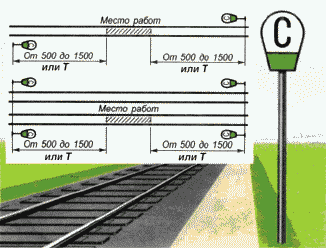 Место работ
От 500 до 1500 От 500 до 1500
или Т или Т
Место работ
От 500 до 1500 От 500 до 1500
или Т или Т
С